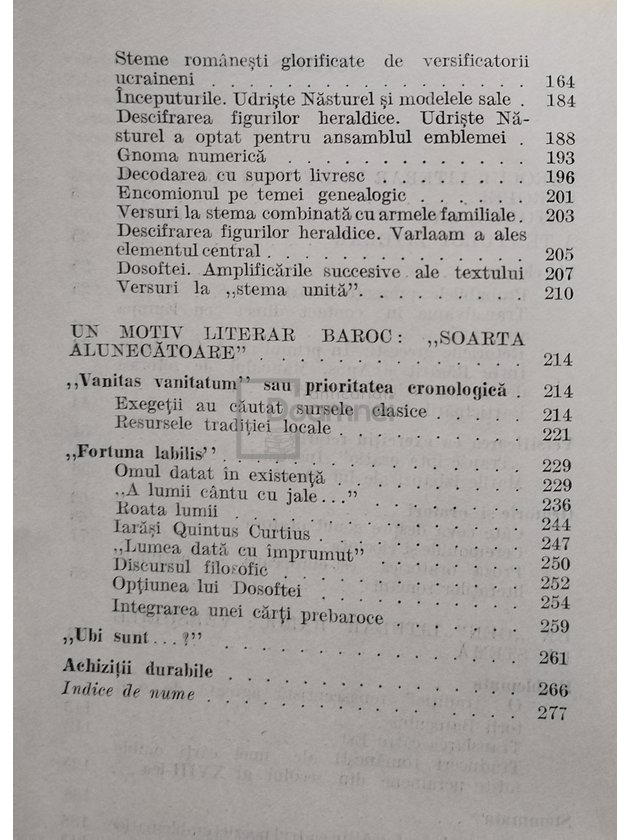 Steme românești glorificate de versificatorii
ucraineni . . . . . . . . . . . . . . . 164
Începuturile. Udriște Năsturel și modelele sale . 184
Descifrarea figurilor heraldice. Udriște Nă-
sturel a optat pentru ansamblul emblemei . 188
Gnoma numerică . . . . . . . . . . . . 193
Decodarea cu suport livresc . . . . . . . 196
Encomionul pe temei genealogic . . . . . . 201
Versuri la stema combinată cu armele familiale . 203
Descifrarea figurilor heraldice. Varlaam a ales
elementul central . . . . . . . . . . . . 205
Dosoftei. Amplificările succesive ale textului 207
Versuri la ,,stema unită”. . . . . . . . . 210
UN MOTIV LITERAR BAROC: ,,SOARTA
ALUNECĂTOARE” . . . . . . . . . . . . 214
,,Vanitas vanitatum” sau prioritatea cronologică . 214
Exegeții au căutat sursele clasice . . . . . 214
Resursele tradiției locale . . . . . . . . . 221
,,Fortuna labilis” . . . . . . . . . . . . . 229
Omul datat în existență . . . . . . . . . 229
,,A lumii cântu cu jale...” . . . . . . . . 236
Roata lumii . . . . . . . . . . . . . . 244
Iarăși Quintus Curtius . . . . . . . . . . 247
,,Lumea dată cu împrumut” . . . . . . . . 250
Discursul filosofic . . . . . . . . . . . . 252
Opțiunea lui Dosoftei . . . . . . . . . . 254
Integrarea unei cărți prebaroce . . . . . . . 259
,,Ubi sunt...?” . . . . . . . . . . . . . . 261
Achiziții durabile . . . . . . . . . . . . . 266
Indice de nume . . . . . . . . . . . . . . 277